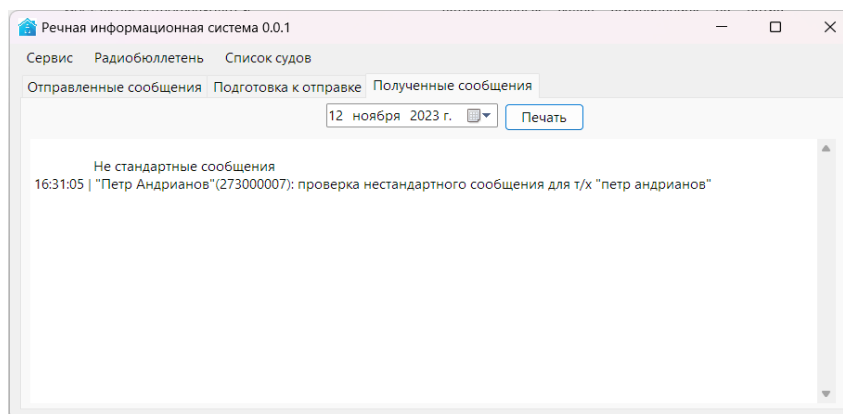 Речная информационная система 0.0.1
Сервис Радиобюллетень Список судов
Отправленные сообщения Подготовка к отправке Полученные сообщения
12 ноября 2023 г. Печать
Не стандартные сообщения
16:31:05 | "Петр Андрианов"(273000007): проверка нестандартного сообщения для т/х "петр андрианов"